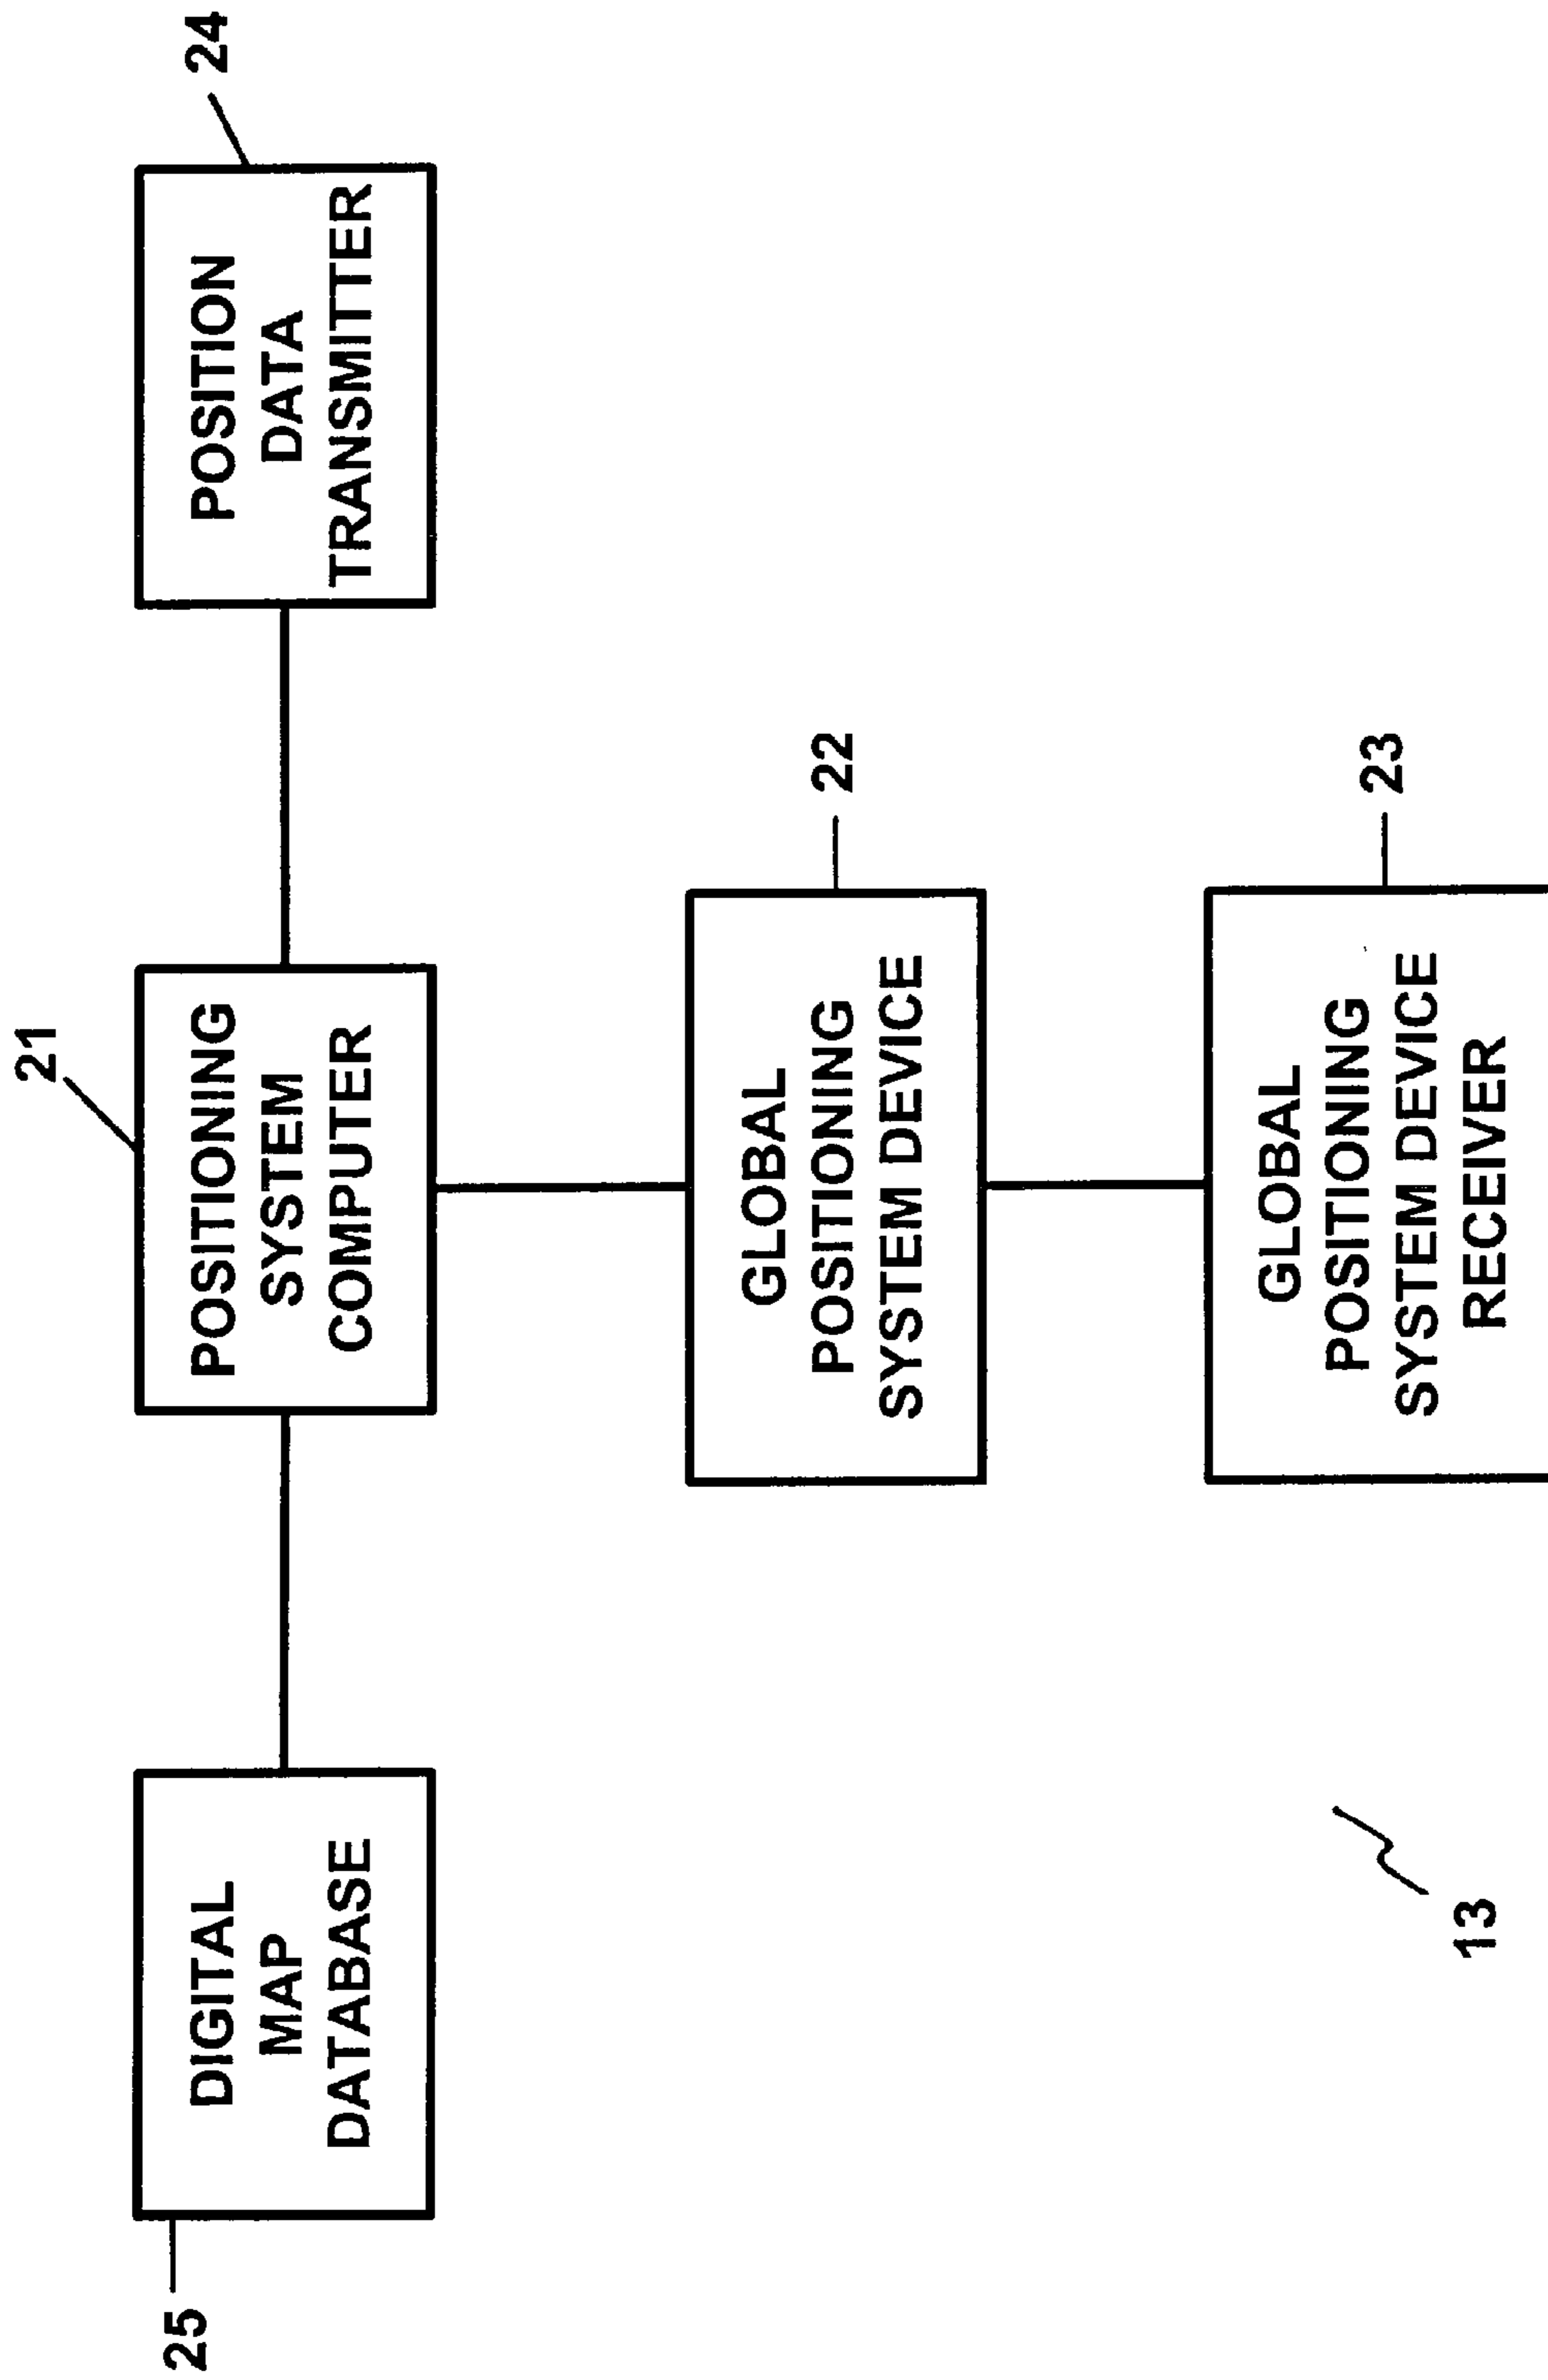 21
24
25
DIGITAL
MAP
DATABASE
POSITIONING
SYSTEM
COMPUTER
POSITION
DATA
TRANSMITTER
22
GLOBAL
POSITIONING
SYSTEM DEVICE
23
GLOBAL
POSITIONING
SYSTEM DEVICE
RECEIVER
13